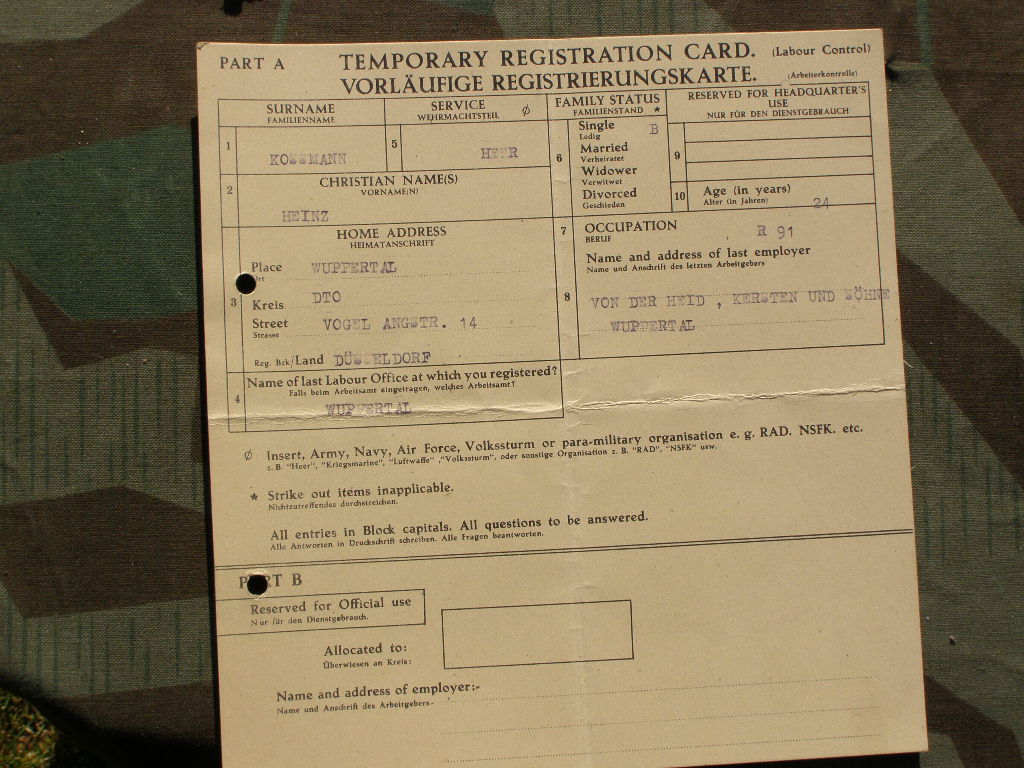 PART A
TEMPORARY REGISTRATION CARD. (Labour Control)
VORLÄUFIGE REGISTRIERUNGSKARTE. (Arbeiterkontrolle)
SURNAME
FAMILIENNAME
1
KOSSMANN
SERVICE Ø
WEHRMACHTSTEIL
5
HEER
FAMILY STATUS
FAMILIENSTAND *
6
Single B
Ledig
Married
Verheiratet
Widower
Verwitwet
Divorced
Geschieden
RESERVED FOR HEADQUARTER'S
USE
NUR FÜR DEN DIENSTGEBRAUCH
9
10 Age (in years)
Alter (in Jahren) 24
2
CHRISTIAN NAME(S)
VORNAME(N)
HEINZ
HOME ADDRESS
HEIMATANSCHRIFT
3
Place WUPPERTAL
Kreis DTO
Street VOGEL ANGSTR. 14
Strasse
Reg. Bzk/Land DÜSSELDORF
7 OCCUPATION R 91
BERUF
8
Name and address of last employer
Name und Anschrift des letzten Arbeitgebers
VON DER HEID , KERSTEN UND SÖHNE
WUPPERTAL
4
Name of last Labour Office at which you registered?
Falls beim Arbeitsamt eingetragen, welches Arbeitsamt?
WUPPERTAL
Ø Insert, Army, Navy, Air Force, Volkssturm or para-military organisation e. g. RAD. NSFK. etc.
z. B. "Heer", "Kriegsmarine", "Luftwaffe" ,"Volkssturm", oder sonstige Organisation z. B. "RAD", "NSFK" usw.
* Strike out items inapplicable.
Nichtzutreffendes durchstreichen.
All entries in Block capitals. All questions to be answered.
Alle Antworten in Druckschrift schreiben. Alle Fragen beantworten.
PART B
Reserved for Official use
Nur für den Dienstgebrauch.
Allocated to:
Überwiesen an Kreis:
Name and address of employer:-
Name und Anschrift des Arbeitgebers-